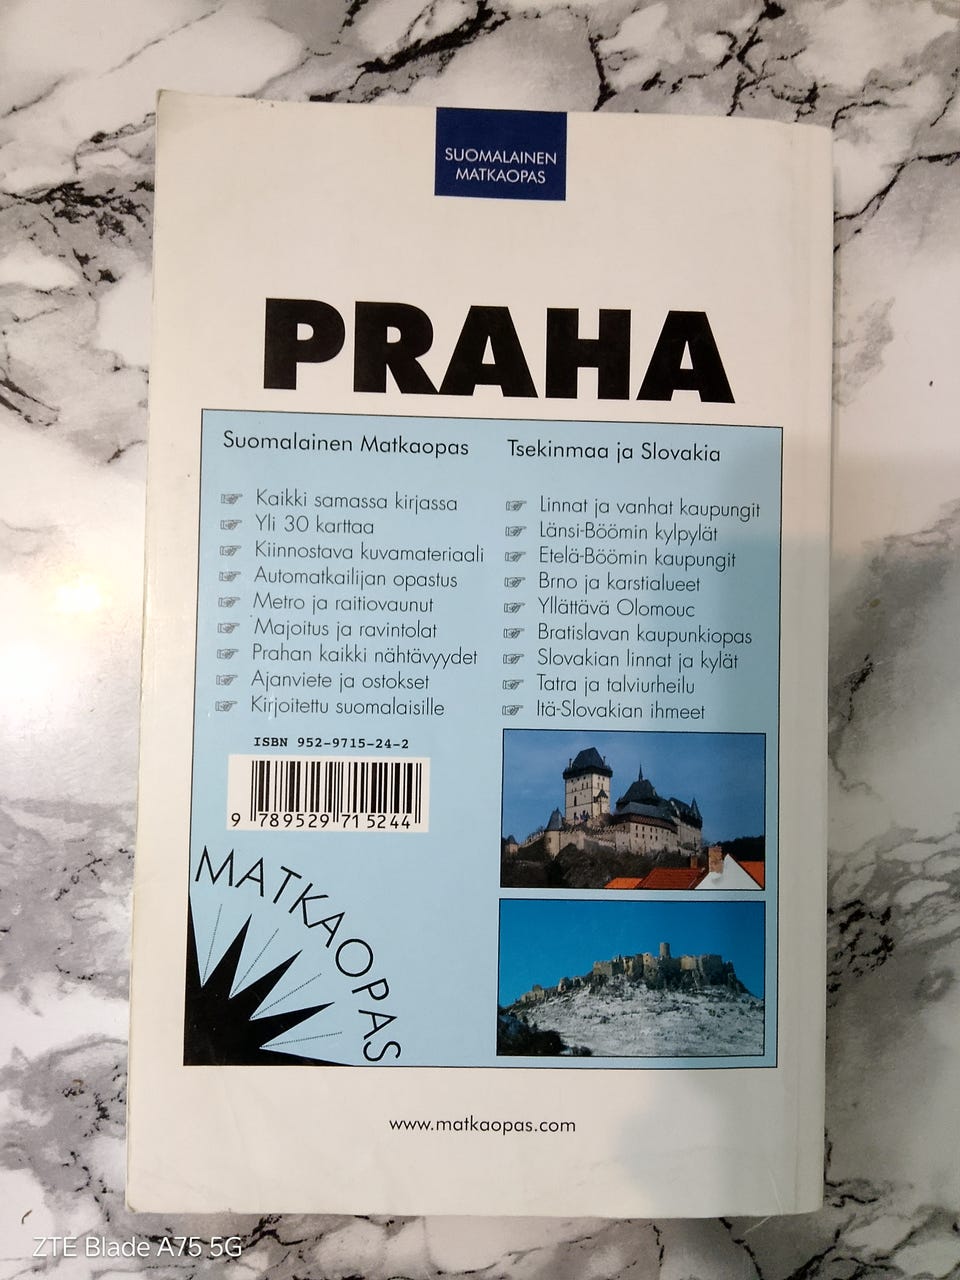 SUOMALAINEN
MATKAOPAS
PRAHA
Suomalainen Matkaopas
Kaikki samassa kirjassa
Yli 30 karttaa
Kiinnostava kuvamateriaali
Automatkailijan opastus
Metro ja raitiovaunut
Majoitus ja ravintolat
Prahan kaikki nähtävyydet
Ajanviete ja ostokset
Kirjoitettu suomalaisille
Tsekinmaa ja Slovakia
Linnat ja vanhat kaupungit
Länsi-Böömin kylpylät
Etelä-Böömin kaupungit
Brno ja karstialueet
Yllättävä Olomouc
Bratislavan kaupunkiopas
Slovakian linnat ja kylät
Tatra ja talviurheilu
Itä-Slovakian ihmeet
ISBN 952-9715-24-2
9 789529 715244
MATKAOPAS
www.matkaopas.com
ZTE Blade A75 5G